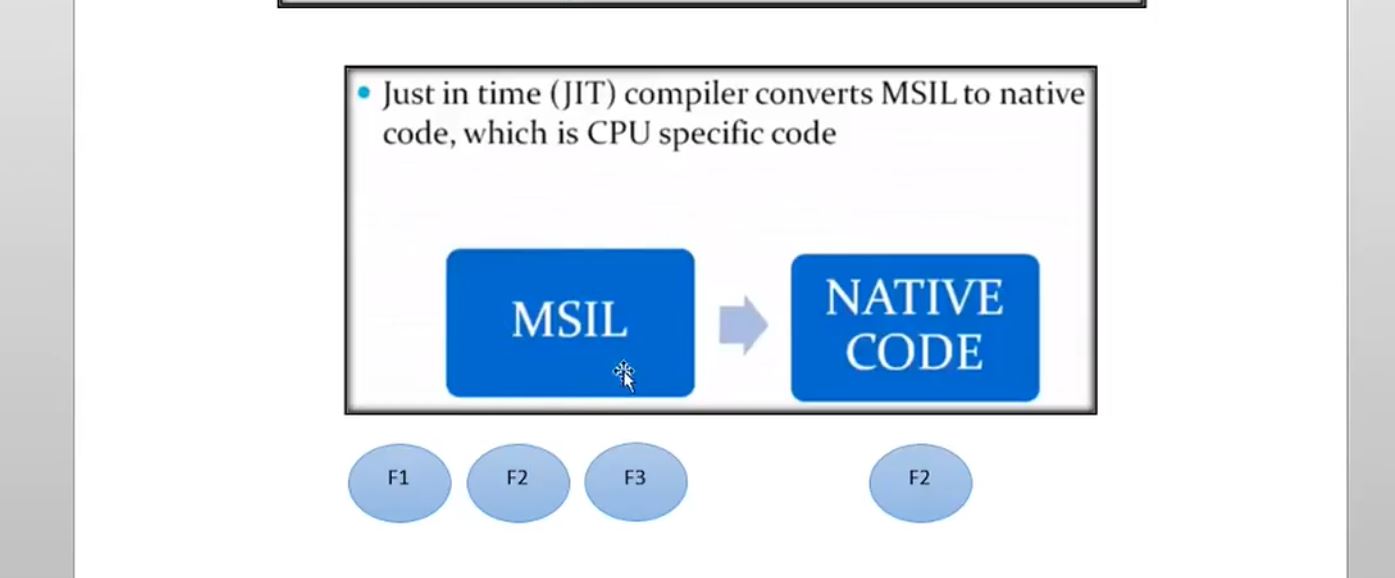 Just in time (JIT) compiler converts MSIL to native
code, which is CPU specific code
MSIL
NATIVE
CODE
F1
F2
F3
F2